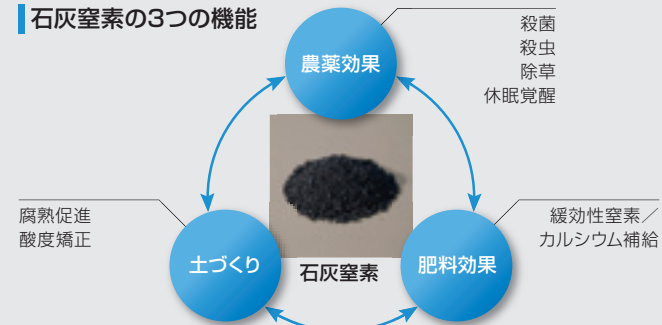 石灰窒素の3つの機能
農薬効果
殺菌
殺虫
除草
休眠覚醒
腐熟促進
酸度矯正
土づくり
石灰窒素
肥料効果
緩効性窒素／
カルシウム補給